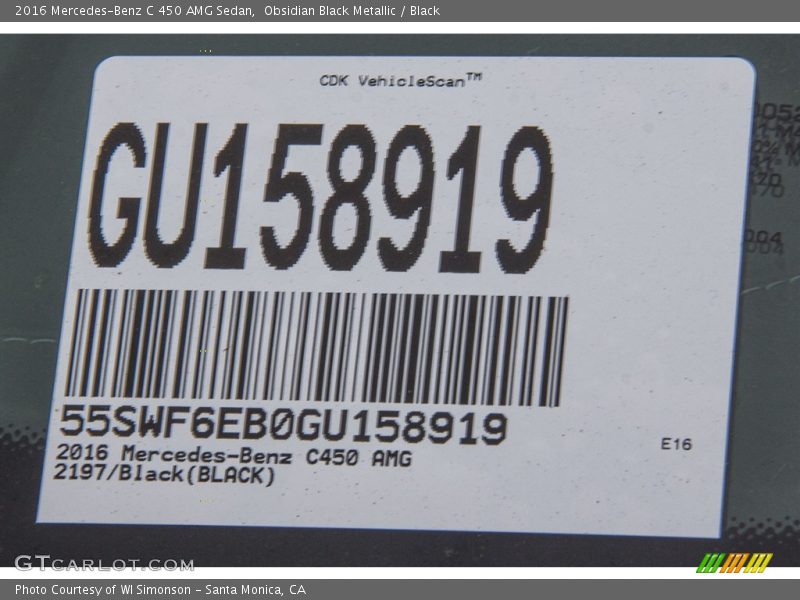 2016 Mercedes-Benz C 450 AMG Sedan,  Obsidian Black Metallic / Black
CDK VehicleScan™
GU158919
55SWF6EB0GU158919
2016 Mercedes-Benz C450 AMG
2197/Black(BLACK)
E16
GTcarlot.com
Photo Courtesy of WI Simonson - Santa Monica, CA